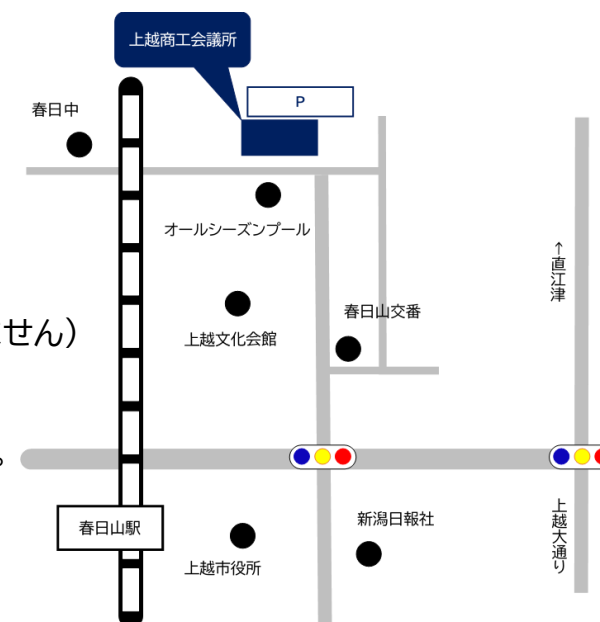 上越商工会議所
P
春日中
オールシーズンプール
↑直江津
春日山交番
せん）
上越文化会館
。
上越大通り
新潟日報社
春日山駅
上越市役所